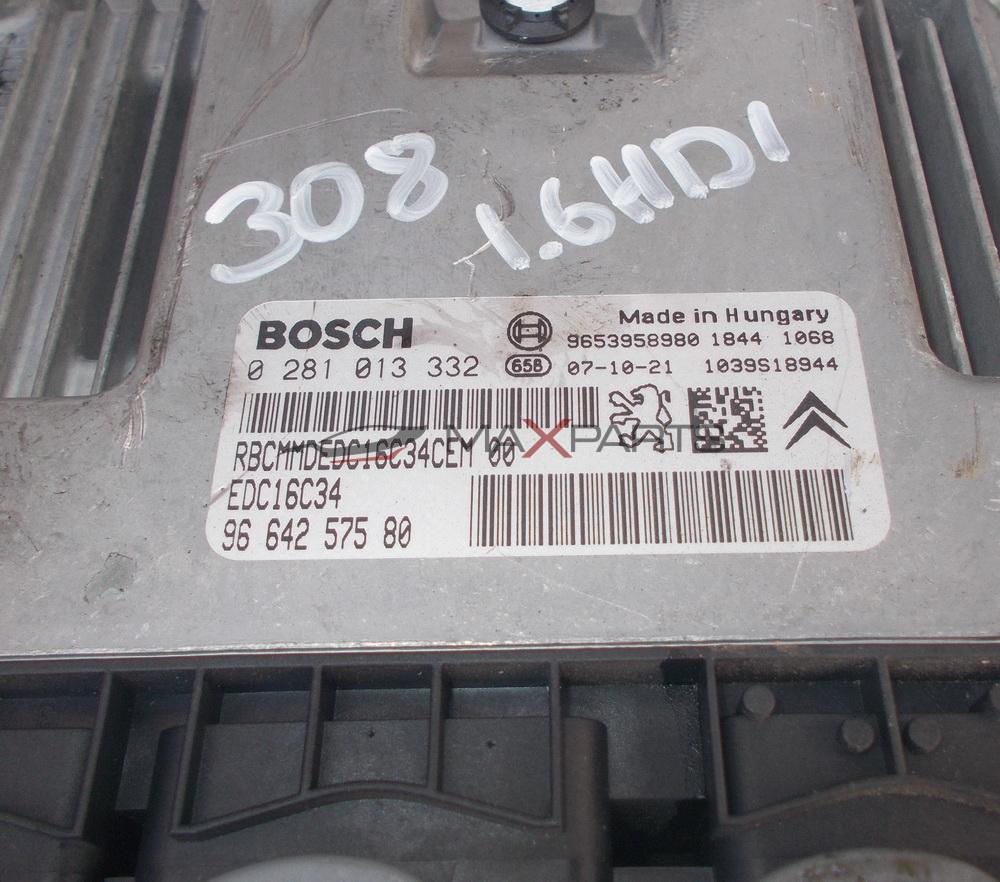 308 1.6HDI
BOSCH
Made in Hungary
9653958980 1844 1068
0 281 013 332
658 07-10-21 1039S18944
MAXPARTS
RBCMMDEDC16C34CEM 00
EDC16C34
96 642 575 80